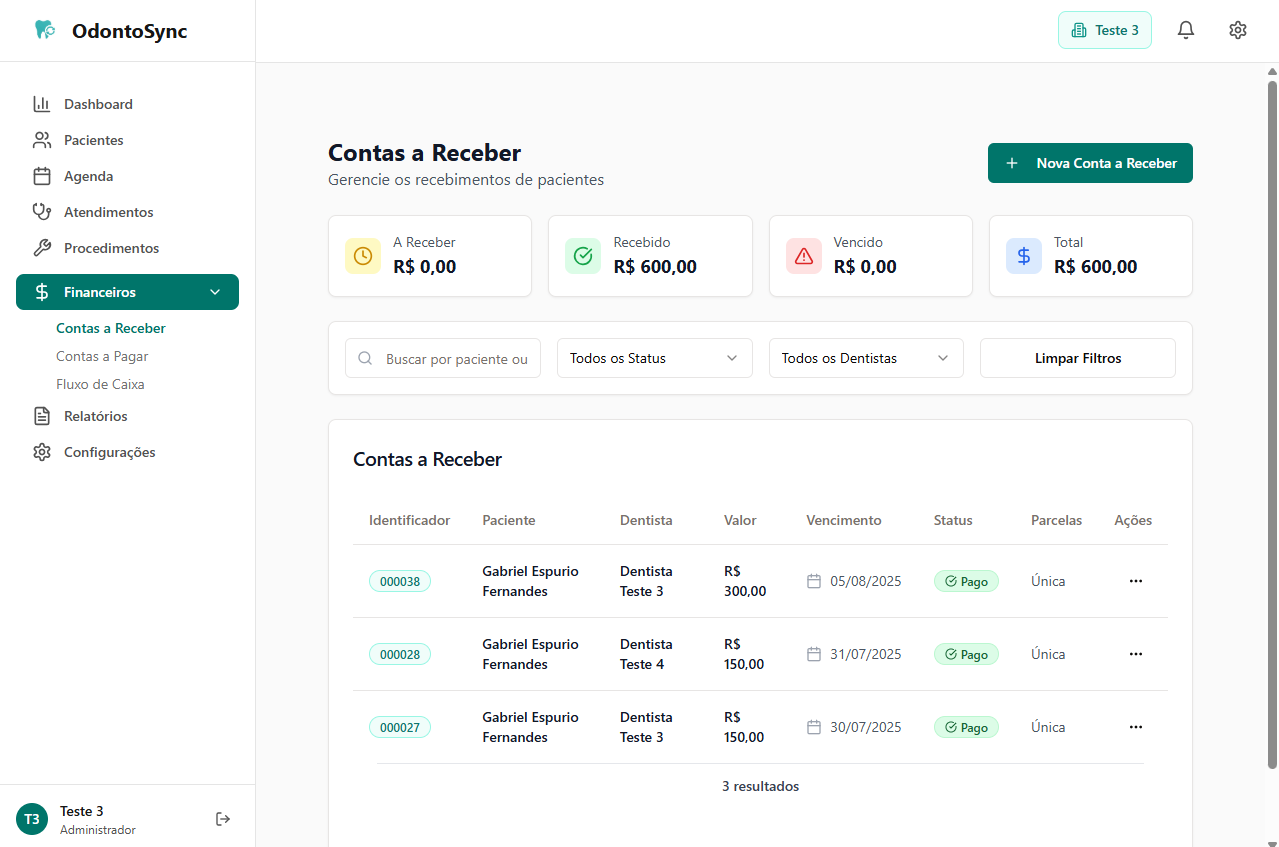 OdontoSync
Teste 3
Dashboard
Pacientes
Agenda
Atendimentos
Procedimentos
Financeiros
Contas a Receber
Contas a Pagar
Fluxo de Caixa
Relatórios
Configurações
T3
Teste 3
Administrador
Contas a Receber
Gerencie os recebimentos de pacientes
Nova Conta a Receber
A Receber
R$ 0,00
Recebido
R$ 600,00
Vencido
R$ 0,00
Total
R$ 600,00
Buscar por paciente ou
Todos os Status
Todos os Dentistas
Limpar Filtros
Contas a Receber
Identificador Paciente Dentista Valor Vencimento Status Parcelas Ações
000038 Gabriel Espurio Fernandes Dentista Teste 3 R$ 300,00 05/08/2025 Pago Única
000028 Gabriel Espurio Fernandes Dentista Teste 4 R$ 150,00 31/07/2025 Pago Única
000027 Gabriel Espurio Fernandes Dentista Teste 3 R$ 150,00 30/07/2025 Pago Única
3 resultados